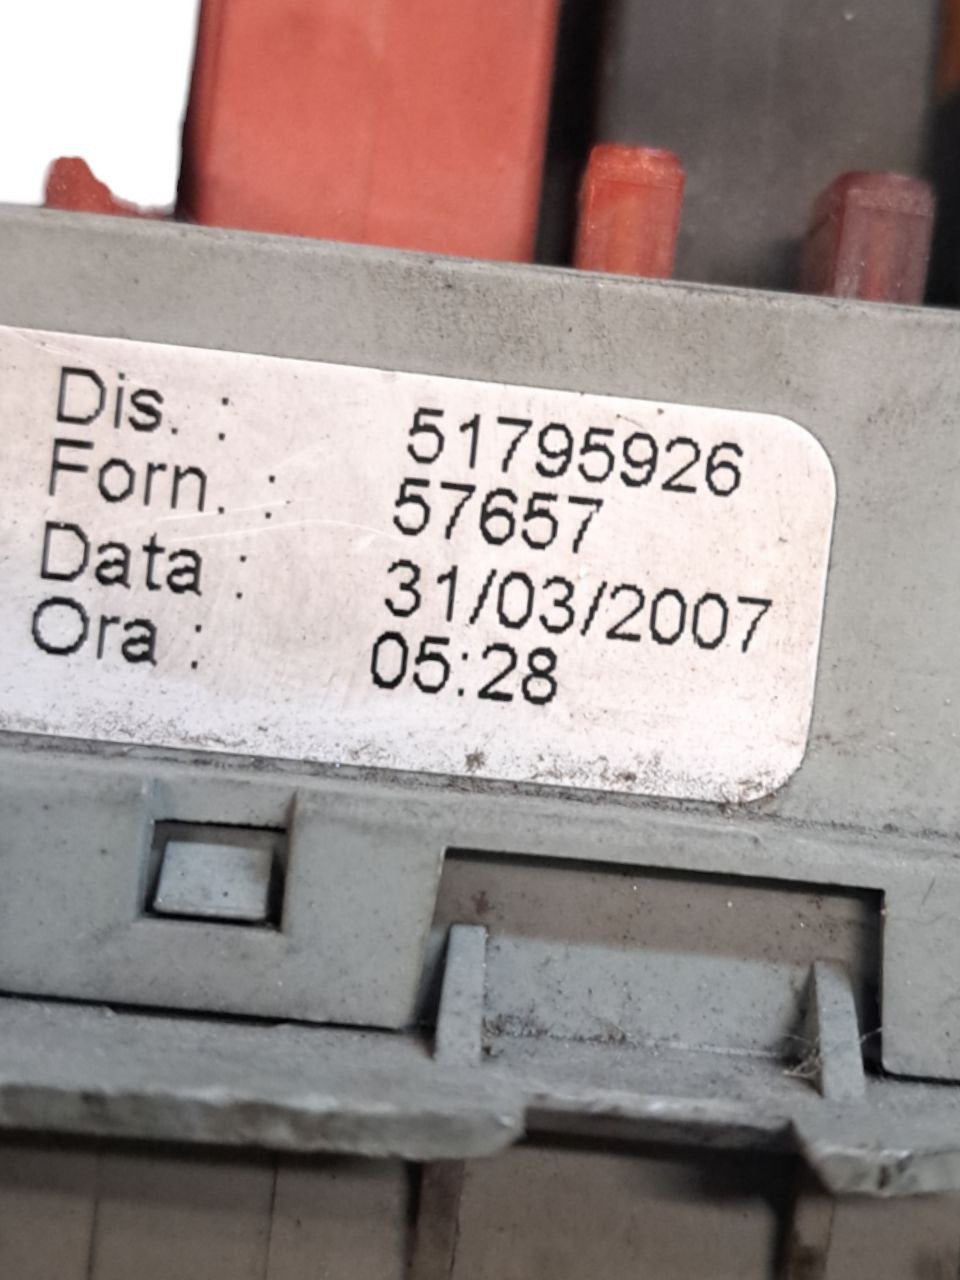 Dis. : 51795926
Forn. : 57657
Data : 31/03/2007
Ora : 05:28